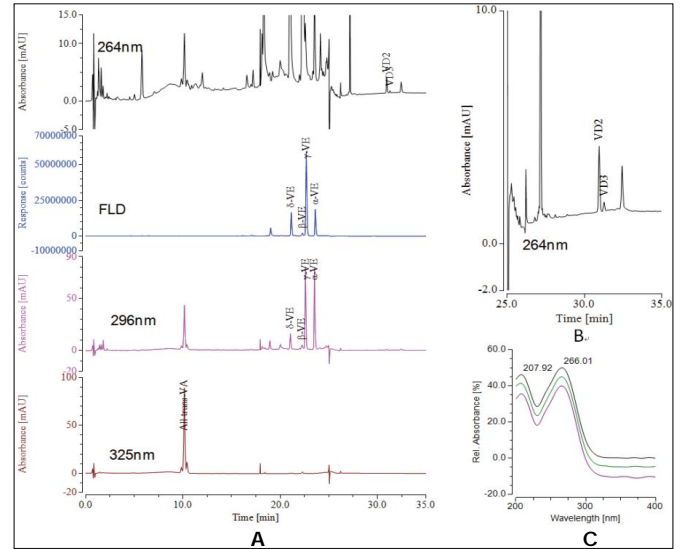 15.0
264nm
0.0
-5.0
Absorbance [mAU]
VD2
VD3
70000000
50000000
25000000
0
-10000000
Response [counts]
FLD
δ-VE
β-VE
γ-VE
α-VE
90
50
0
-20
Absorbance [mAU]
296nm
δ-VE
β-VE
γ-VE
α-VE
100
50
0
-20
Absorbance [mAU]
325nm
All trans-VA
0.0 10.0 20.0 30.0 35.0
Time [min]
A
10.0
0.0
-2.0
Absorbance [mAU]
VD2
VD3
264nm
25.0 30.0 35.0
Time [min]
B
60.0
40.0
20.0
0.0
-20.0
Rel. Absorbance [%]
207.92 266.01
200 300 400
Wavelength [nm]
C